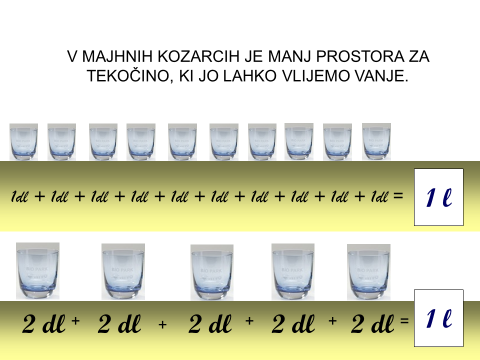 V MAJHNIH KOZARCIH JE MANJ PROSTORA ZA
TEKOČINO, KI JO LAHKO VLIJEMO VANJE.
1dl + 1dl + 1dl + 1dl + 1dl + 1dl + 1dl + 1dl + 1dl + 1dl = 1 l
2 dl + 2 dl + 2 dl + 2 dl + 2 dl = 1 l